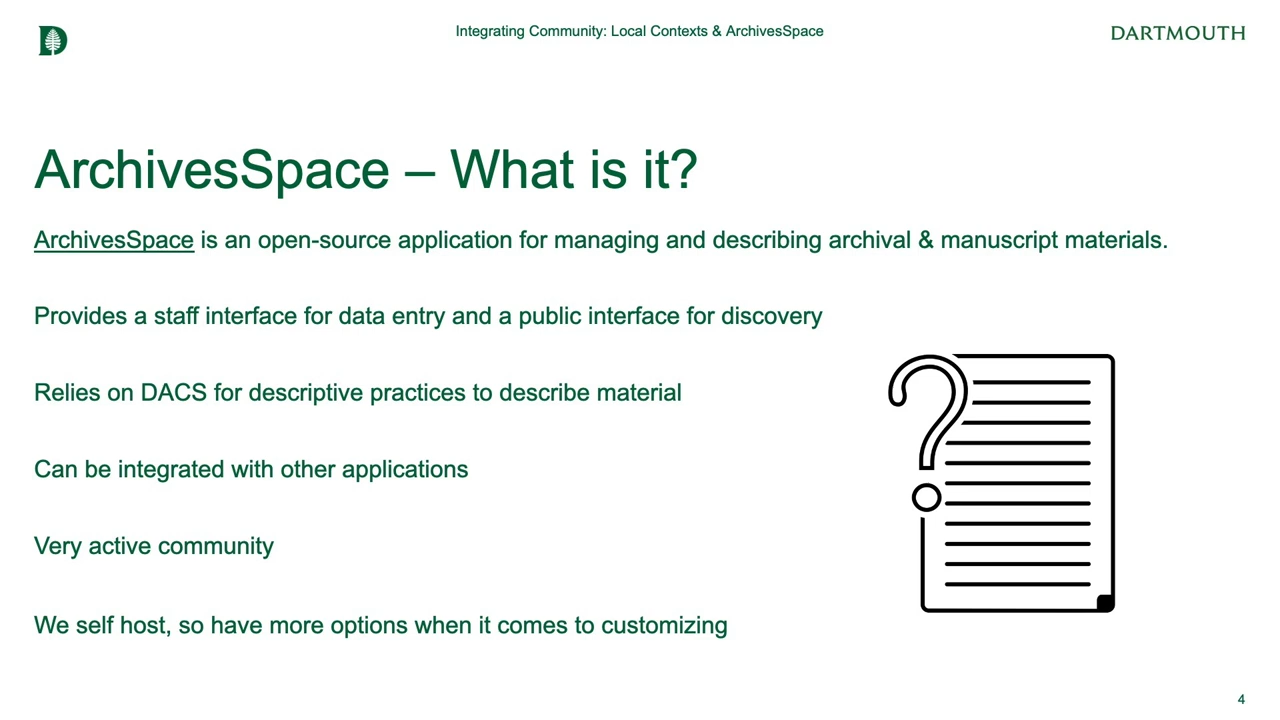 Integrating Community: Local Contexts & ArchivesSpace
DARTMOUTH
ArchivesSpace – What is it?
ArchivesSpace is an open-source application for managing and describing archival & manuscript materials.
Provides a staff interface for data entry and a public interface for discovery
Relies on DACS for descriptive practices to describe material
Can be integrated with other applications
Very active community
We self host, so have more options when it comes to customizing
4